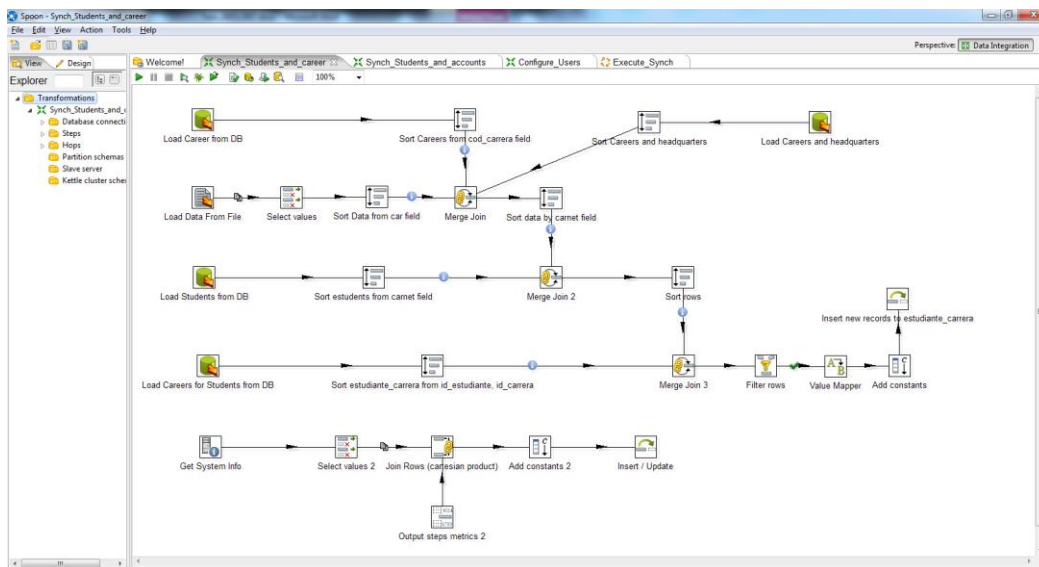 Spoon - Synch_Students_and_career
File Edit View Action Tools Help
Perspective: Data Integration
View Design
Welcome! Synch_Students_and_career Synch_Students_and_accounts Configure_Users Execute_Synch
Explorer
100%
Transformations
Synch_Students_and_
Database connecti
Steps
Hops
Partition schemas
Slave server
Kettle cluster sche
Load Career from DB
Sort Careers from cod_carrera field
Sort Careers and headquarters
Load Careers and headquarters
Load Data From File
Select values
Sort Data from car field
Merge Join
Sort data by carnet field
Load Students from DB
Sort estudents from carnet field
Merge Join 2
Sort rows
Insert new records to estudiante_carrera
Load Careers for Students from DB
Sort estudiante_carrera from id_estudiante, id_carrera
Merge Join 3
Filter rows
Value Mapper
Add constants
Get System Info
Select values 2
Join Rows (cartesian product)
Add constants 2
Insert / Update
Output steps metrics 2